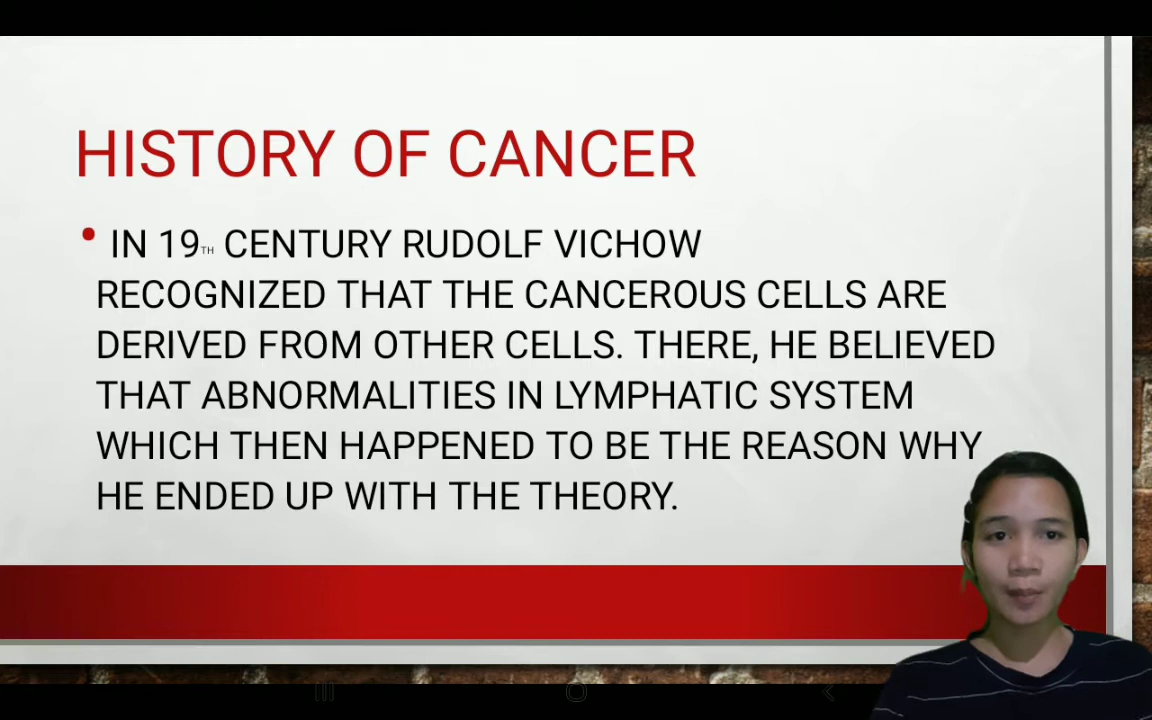 HISTORY OF CANCER
• IN 19TH CENTURY RUDOLF VICHOW
RECOGNIZED THAT THE CANCEROUS CELLS ARE
DERIVED FROM OTHER CELLS. THERE, HE BELIEVED
THAT ABNORMALITIES IN LYMPHATIC SYSTEM
WHICH THEN HAPPENED TO BE THE REASON WHY
HE ENDED UP WITH THE THEORY.